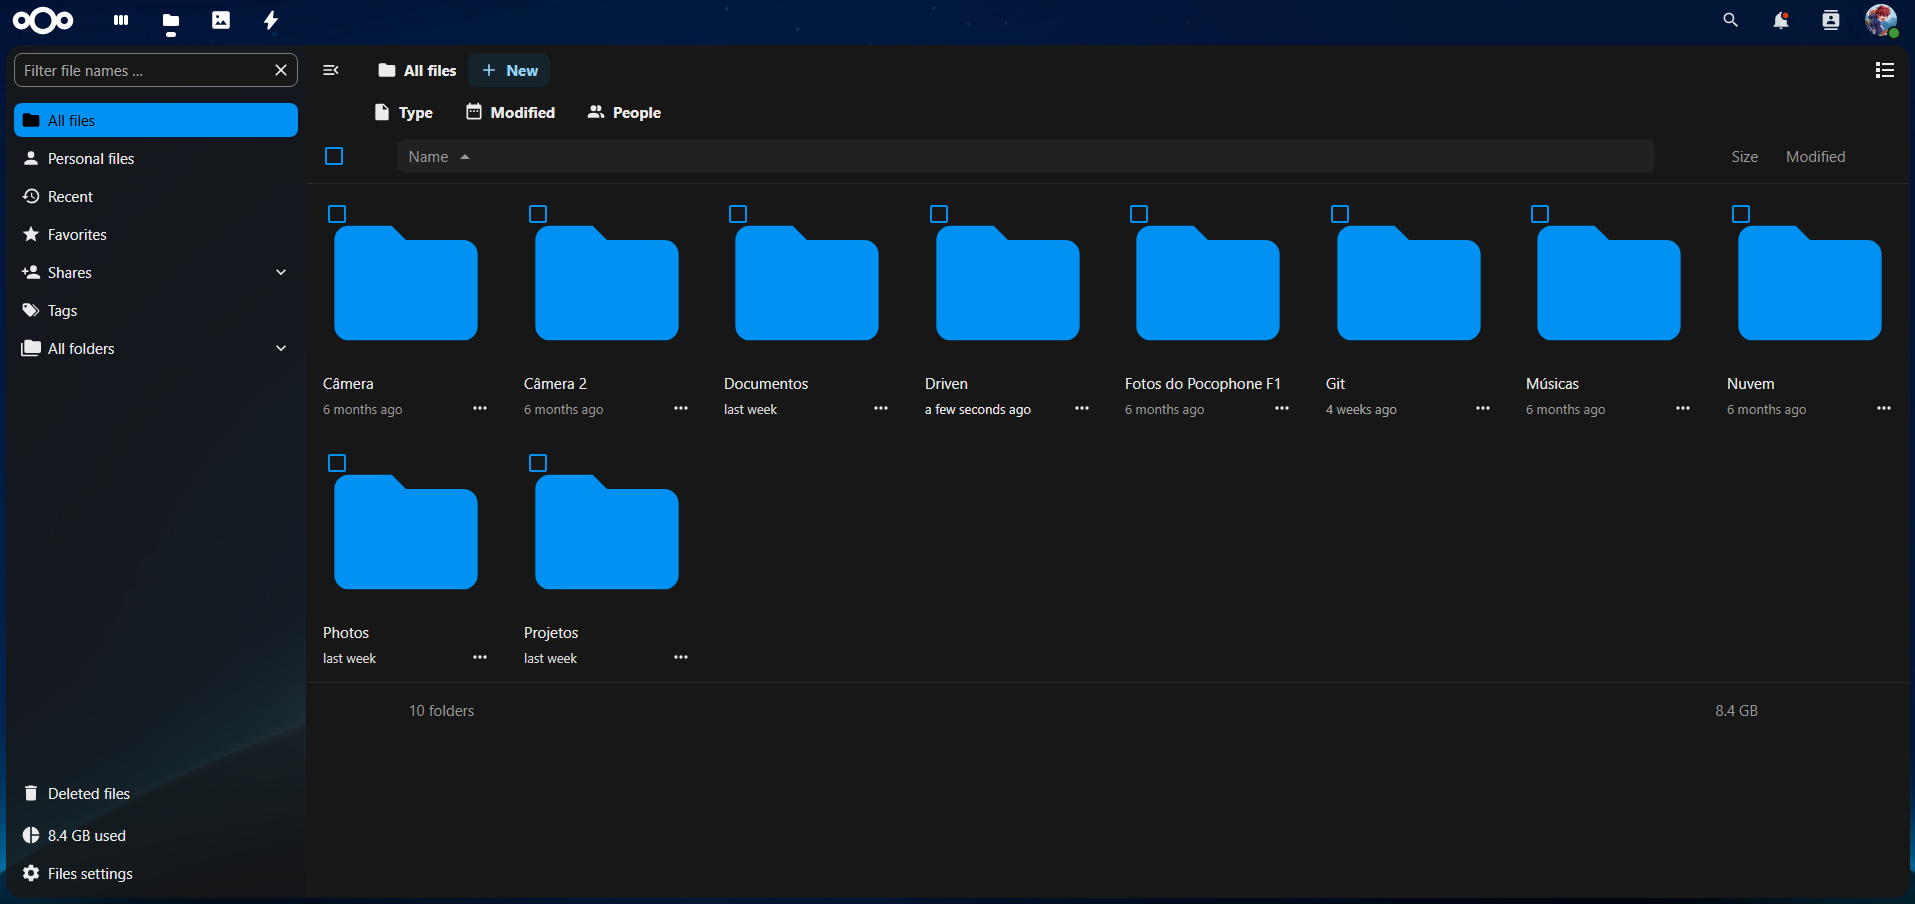 Filter file names ...
All files
Personal files
Recent
Favorites
Shares
Tags
All folders
Deleted files
8.4 GB used
Files settings
All files
New
Type
Modified
People
Name
Size
Modified
Câmera
6 months ago
Câmera 2
6 months ago
Documentos
last week
Driven
a few seconds ago
Fotos do Pocophone F1
6 months ago
Git
4 weeks ago
Músicas
6 months ago
Nuvem
6 months ago
Photos
last week
Projetos
last week
10 folders
8.4 GB